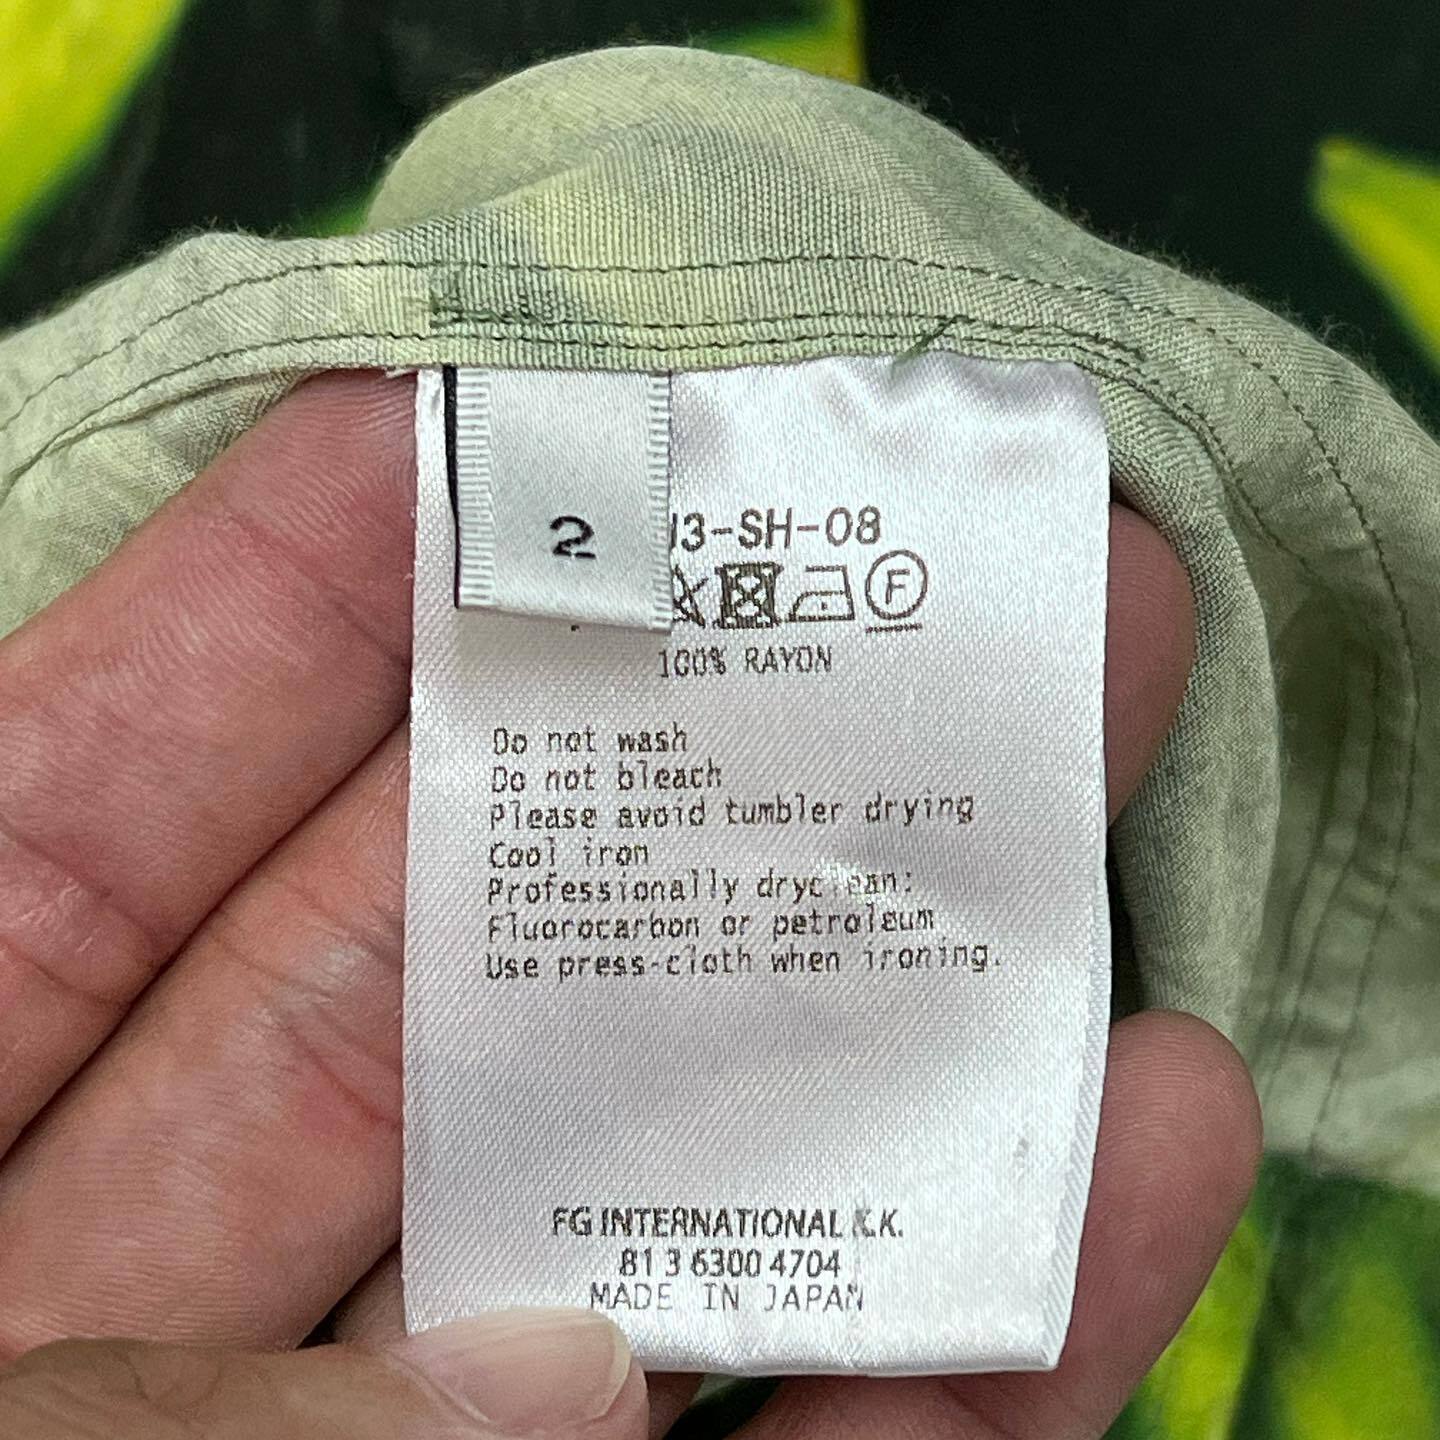 2
13-SH-08
F
100% RAYON
Do not wash
Do not bleach
Please avoid tumbler drying
Cool iron
Professionally dryclean:
Fluorocarbon or petroleum
Use press-cloth when ironing.
FG INTERNATIONAL K.K.
81 3 6300 4704
MADE IN JAPAN